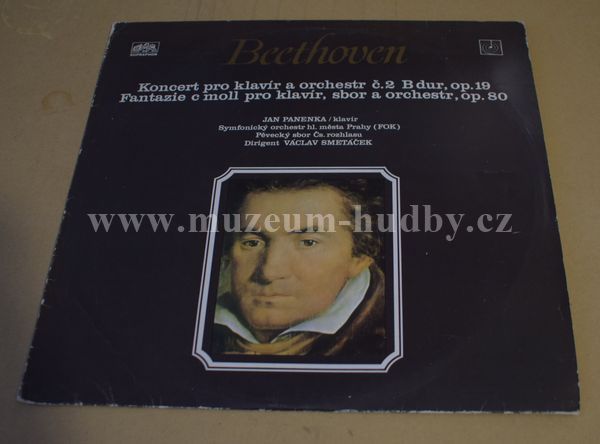 SUPRAPHON
Beethoven
Koncert pro klavír a orchestr č.2 B dur, op.19
Fantazie c moll pro klavír, sbor a orchestr, op. 80
JAN PANENKA / klavír
Symfonický orchestr hl. města Prahy (FOK)
Pěvecký sbor Čs. rozhlasu
Dirigent VÁCLAV SMETÁČEK
www.muzeum-hudby.cz